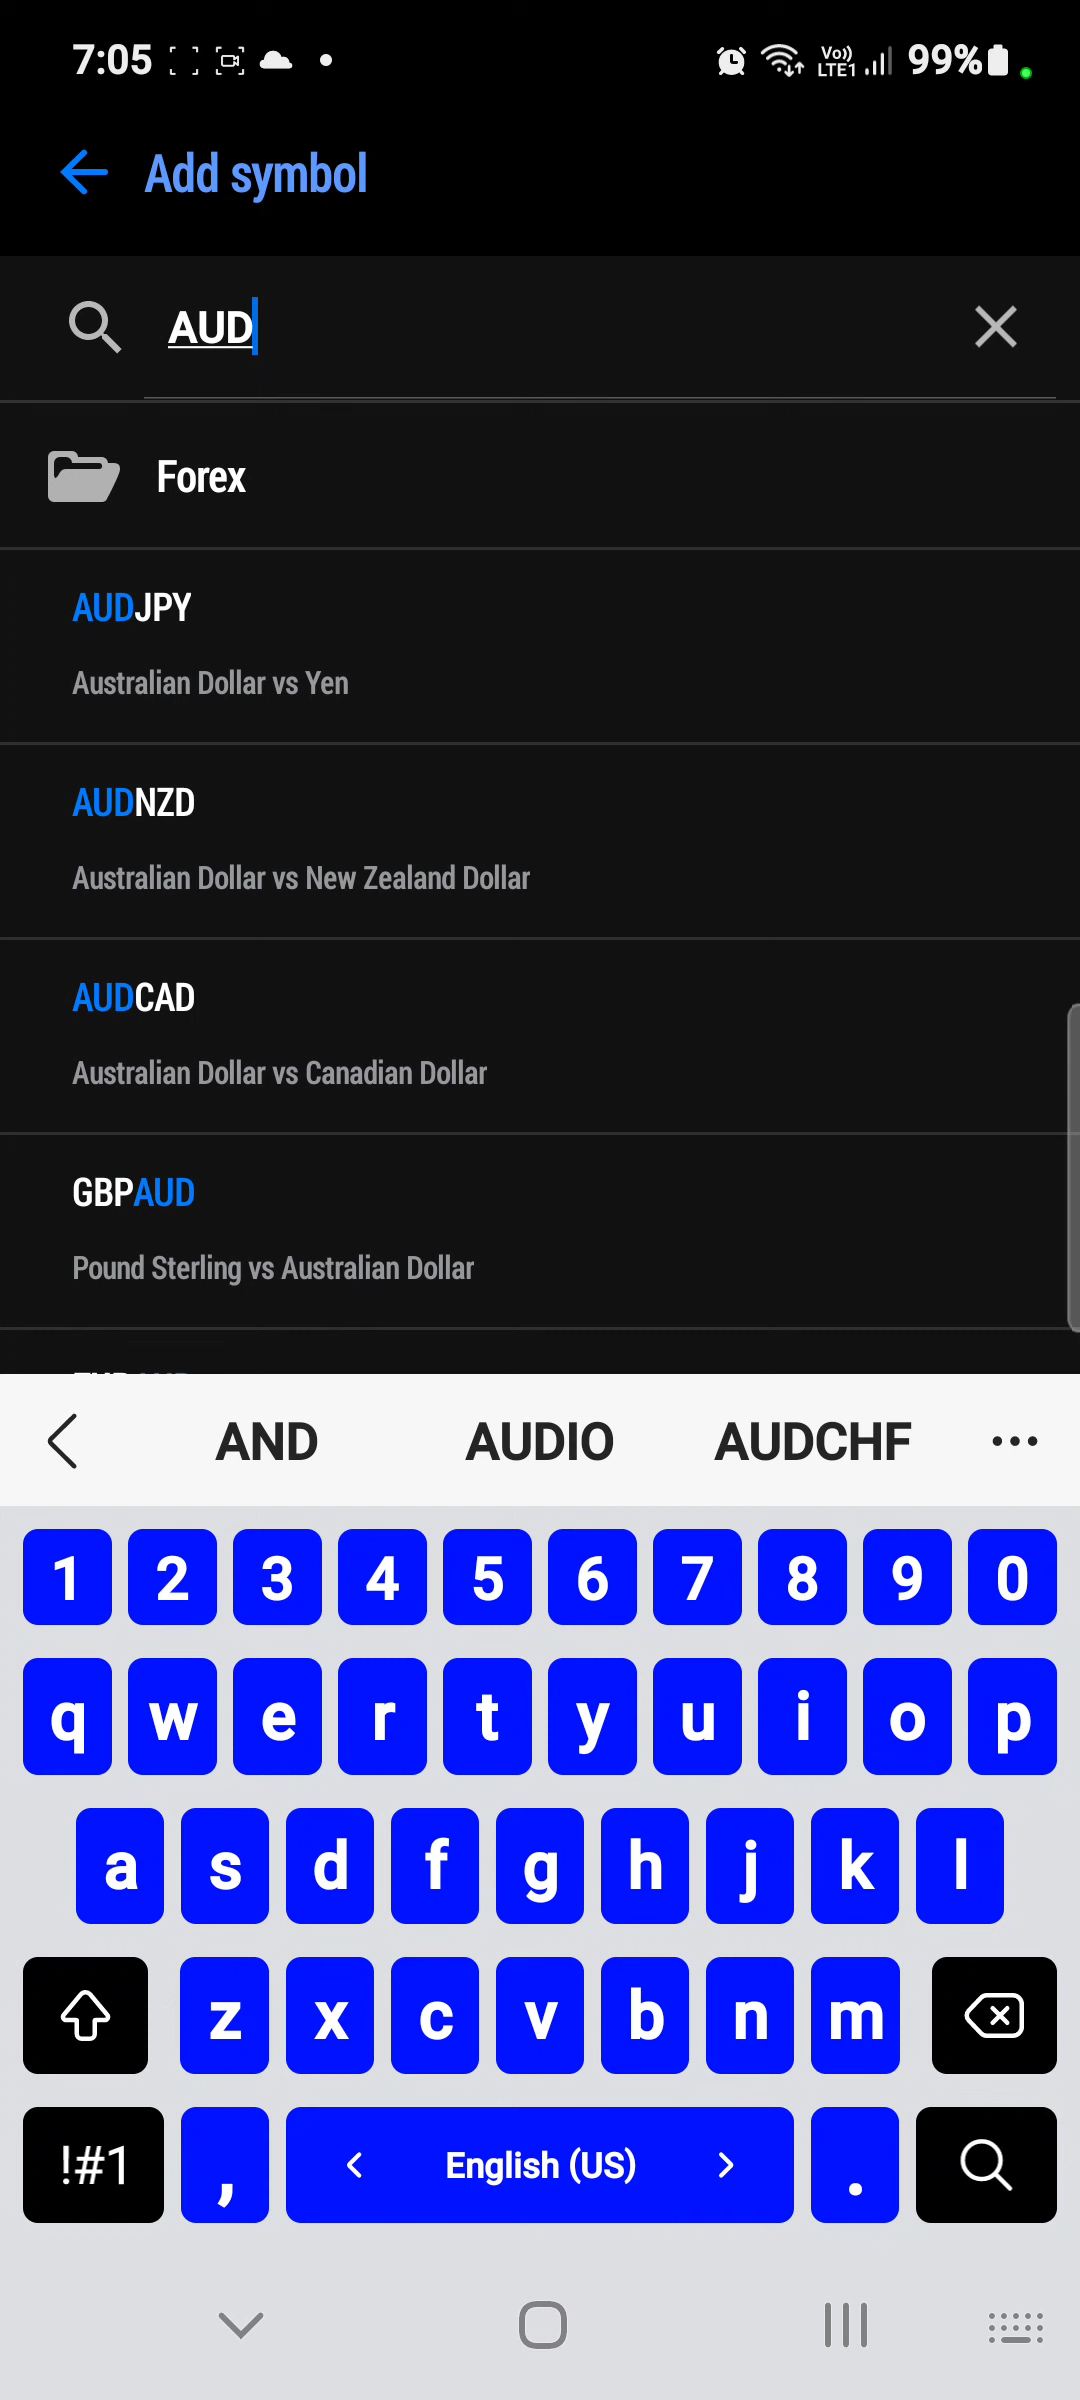 7:05 Vo)) LTE1 99%
Add symbol
AUD
Forex
AUDJPY
Australian Dollar vs Yen
AUDNZD
Australian Dollar vs New Zealand Dollar
AUDCAD
Australian Dollar vs Canadian Dollar
GBPAUD
Pound Sterling vs Australian Dollar
AND AUDIO AUDCHF
1 2 3 4 5 6 7 8 9 0
q w e r t y u i o p
a s d f g h j k l
z x c v b n m
!#1 , English (US) .